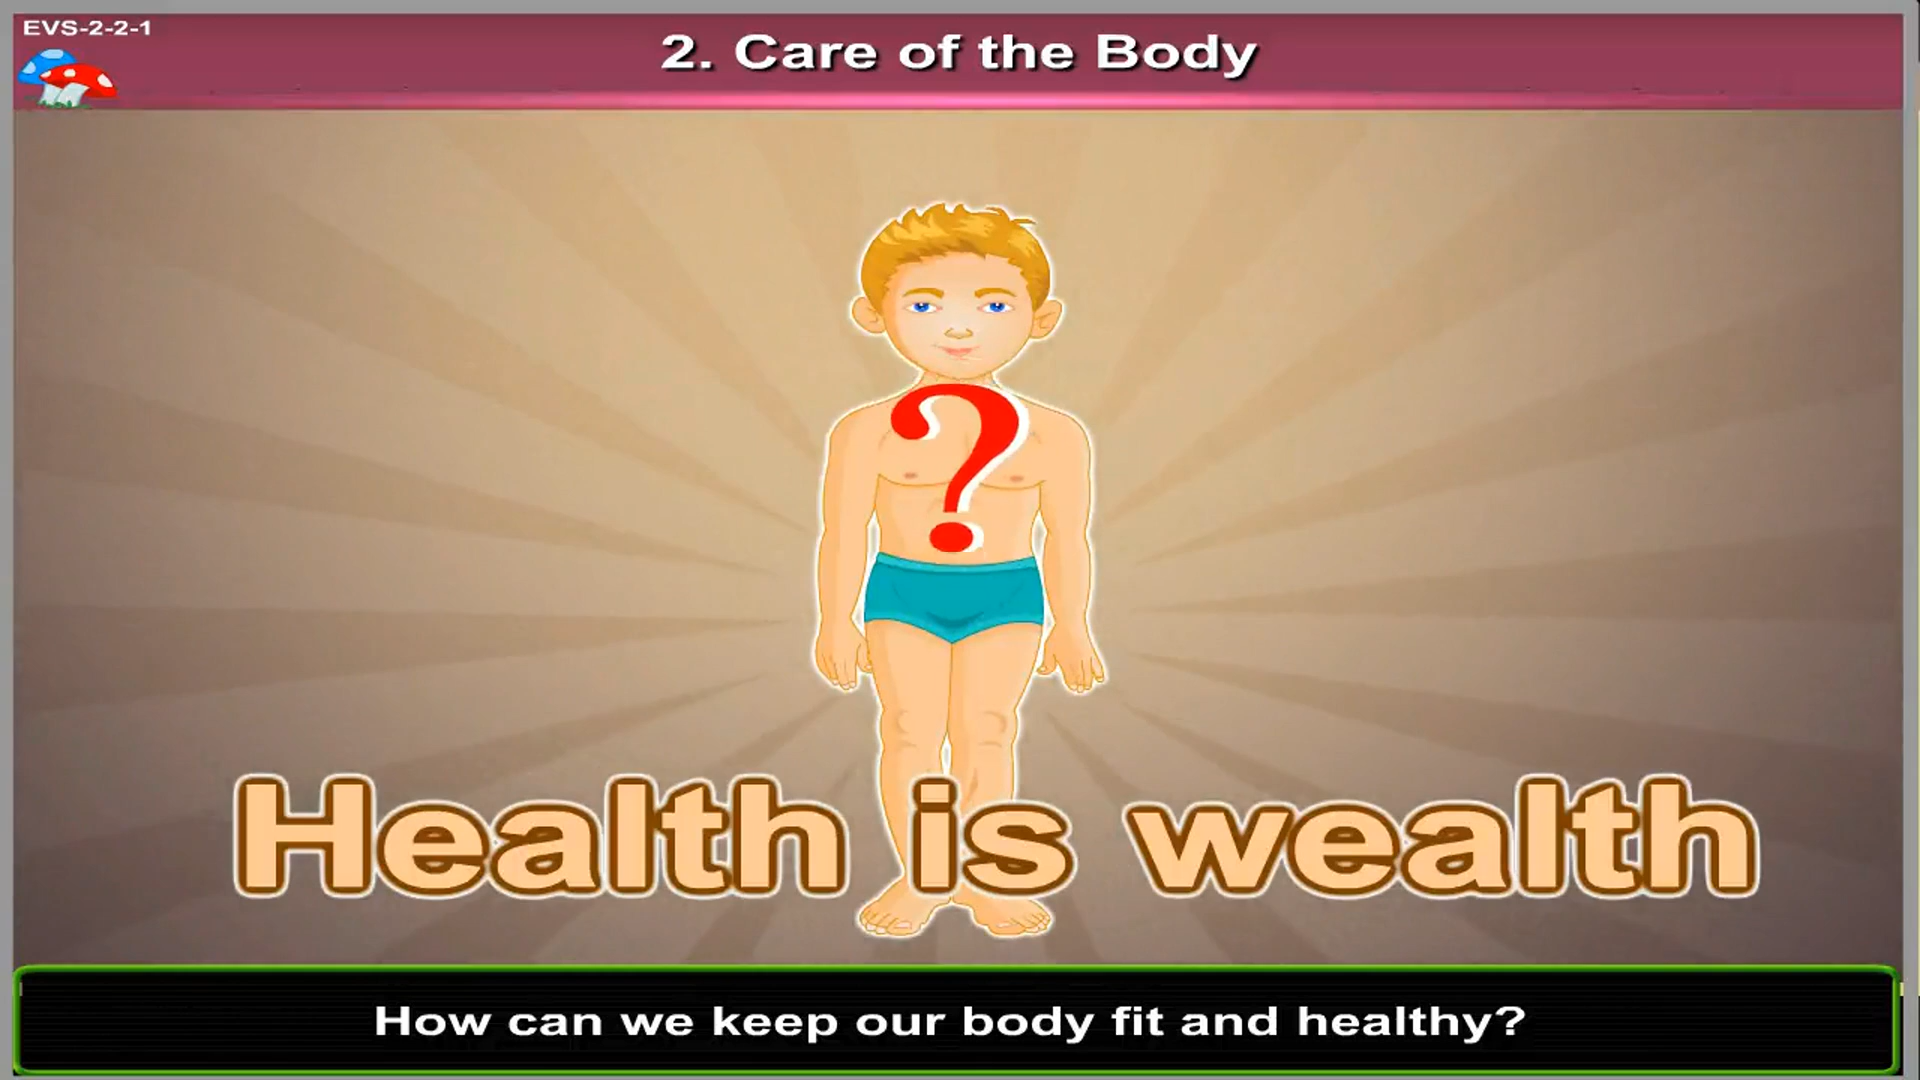 EVS-2-2-1
2. Care of the Body
?
Health is wealth
How can we keep our body fit and healthy?